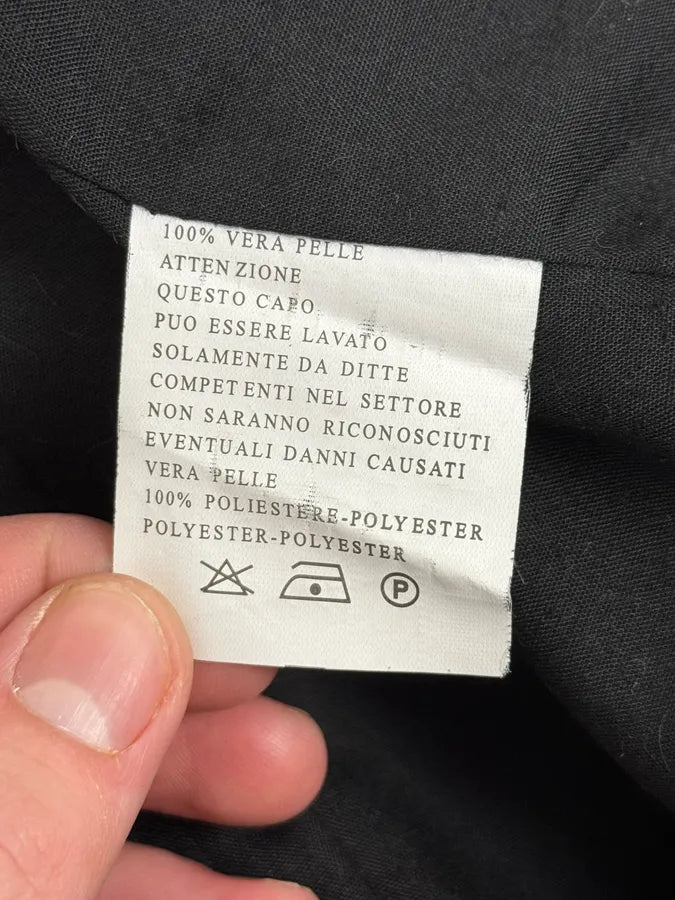 100% VERA PELLE
ATTENZIONE
QUESTO CAPO
PUO ESSERE LAVATO
SOLAMENTE DA DITTE
COMPETENTI NEL SETTORE
NON SARANNO RICONOSCIUTI
EVENTUALI DANNI CAUSATI
VERA PELLE
100% POLIESTERE-POLYESTER
POLYESTER-POLYESTER
P